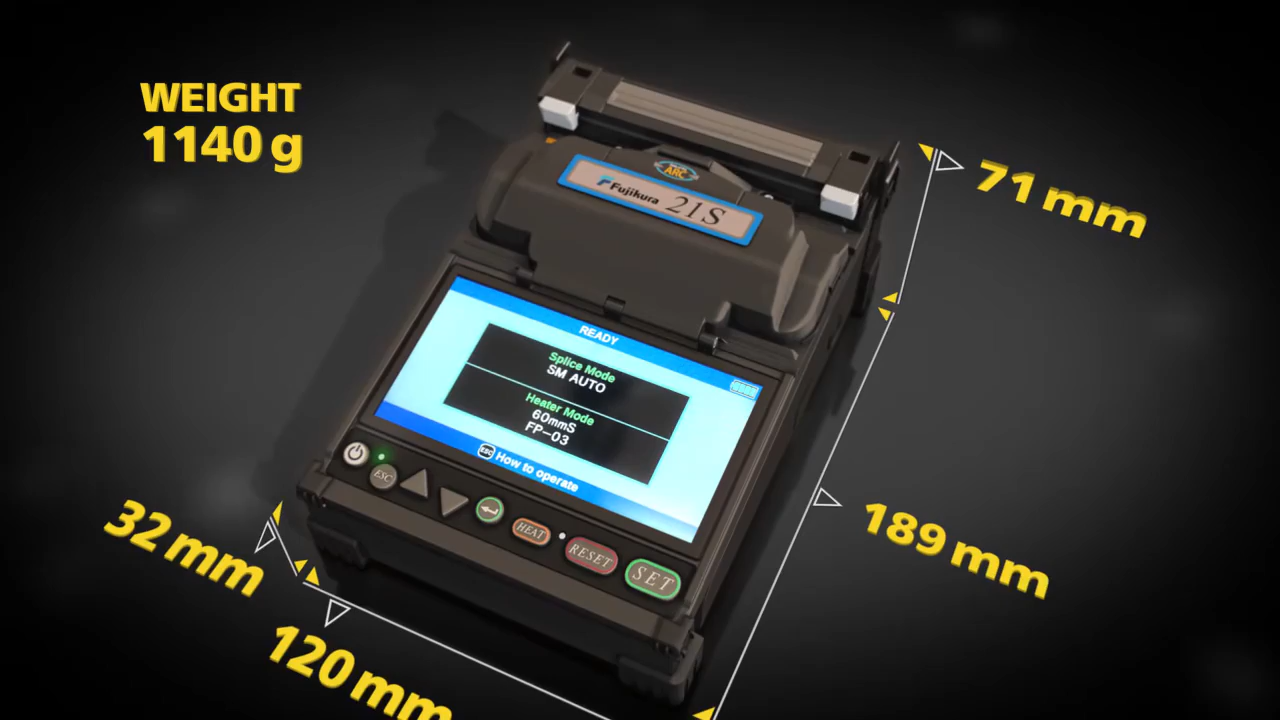 WEIGHT
1140 g
71 mm
ARC
Fujikura 21S
READY
Splice Mode
SM AUTO
Heater Mode
60mmS
FP-03
ESC How to operate
ESC
HEAT
RESET
SET
189 mm
32 mm
120 mm